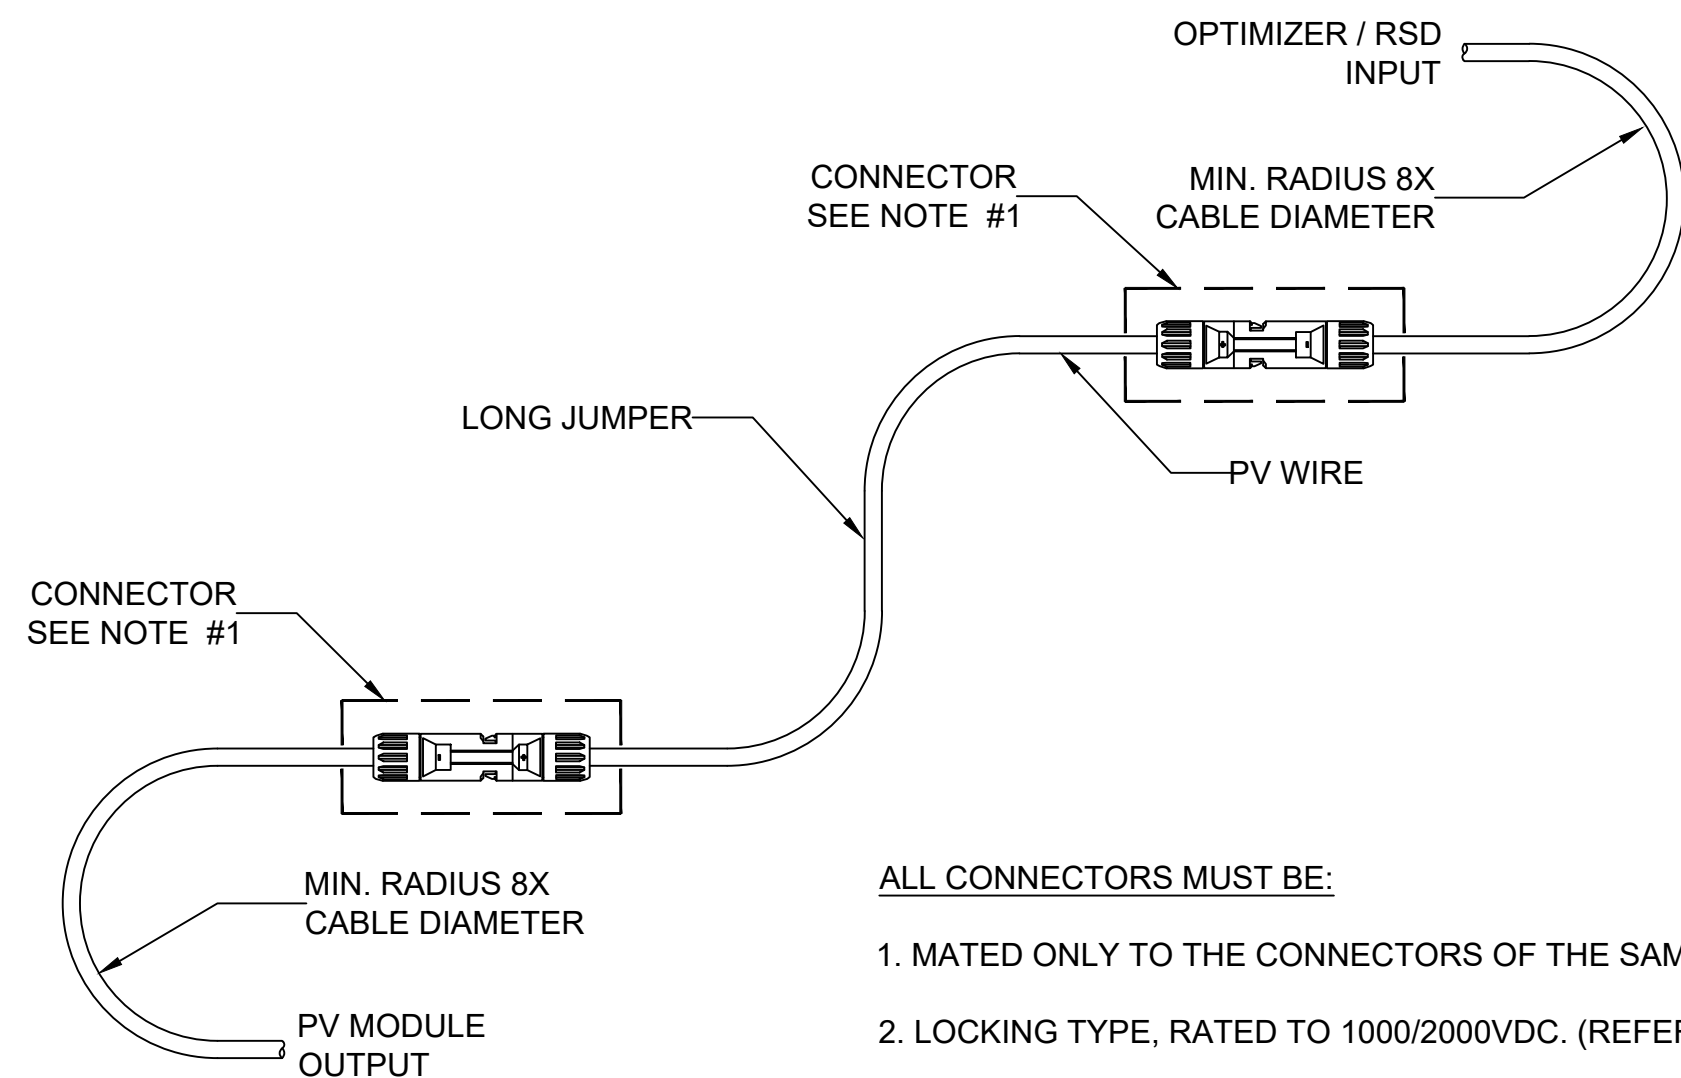 OPTIMIZER / RSD
INPUT
CONNECTOR
SEE NOTE #1
MIN. RADIUS 8X
CABLE DIAMETER
LONG JUMPER
PV WIRE
CONNECTOR
SEE NOTE #1
MIN. RADIUS 8X
CABLE DIAMETER
PV MODULE
OUTPUT
ALL CONNECTORS MUST BE:
1. MATED ONLY TO THE CONNECTORS OF THE
2. LOCKING TYPE, RATED TO 1000/2000VDC.